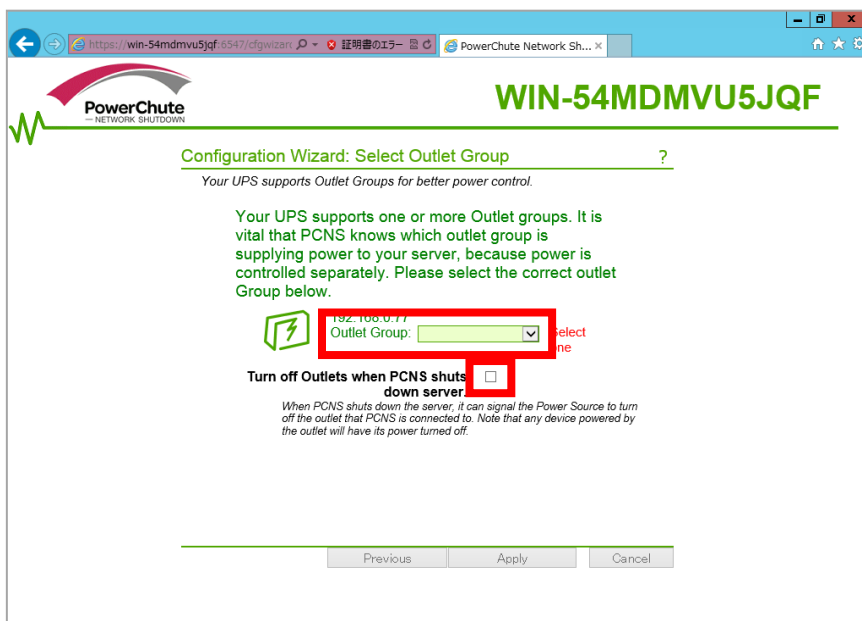 https://win-54mdmvu5jqf:6547/cfgwizar
証明書のエラー
PowerChute Network Sh...
PowerChute
NETWORK SHUTDOWN
WIN-54MDMVU5JQF
Configuration Wizard: Select Outlet Group
?
Your UPS supports Outlet Groups for better power control.
Your UPS supports one or more Outlet groups. It is
vital that PCNS knows which outlet group is
supplying power to your server, because power is
controlled separately. Please select the correct outlet
Group below.
192.168.0.77
Outlet Group:
Select
one
Turn off Outlets when PCNS shuts
down server.
When PCNS shuts down the server, it can signal the Power Source to turn
off the outlet that PCNS is connected to. Note that any device powered by
the outlet will have its power turned off.
Previous
Apply
Cancel